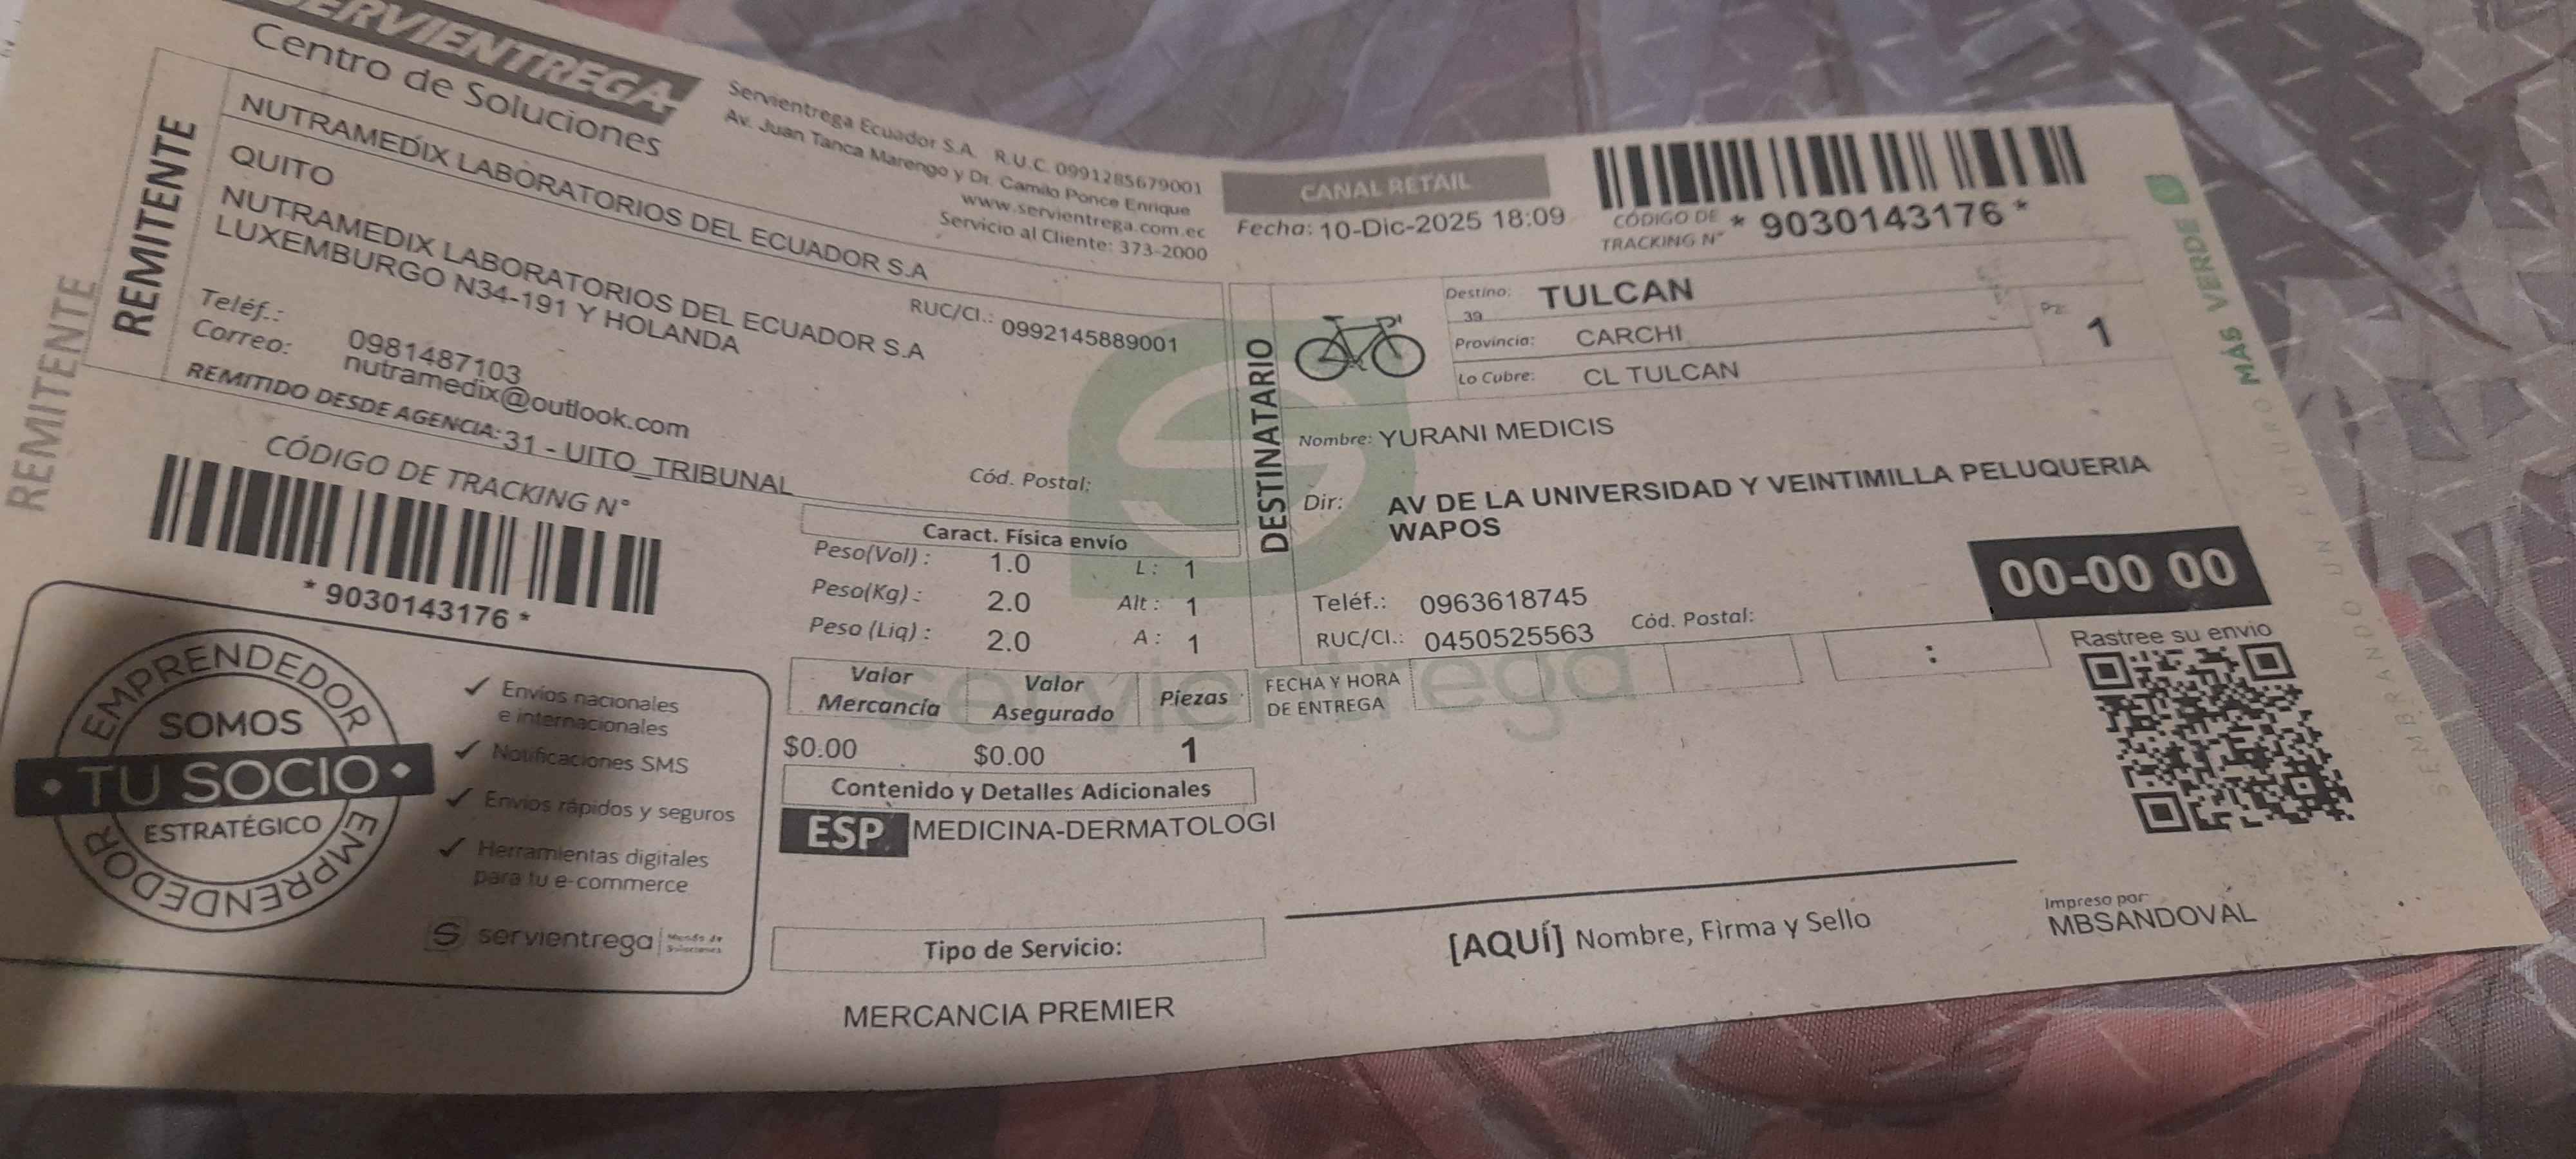 SERVIENTREGA
Centro de Soluciones
Servientrega Ecuador S.A. R.U.C. 0991285679001
Av. Juan Tanca Marengo y Dr. Camilo Ponce Enrique
www.servientrega.com.ec
Servicio al Cliente: 373-2000
CANAL RETAIL
Fecha: 10-Dic-2025 18:09
CÓDIGO DE
TRACKING N° * 9030143176 *
REMITENTE
REMITENTE
NUTRAMEDIX LABORATORIOS DEL ECUADOR S.A
QUITO
RUC/CI.: 0992145889001
NUTRAMEDIX LABORATORIOS DEL ECUADOR S.A
LUXEMBURGO N34-191 Y HOLANDA
Teléf.: 0981487103
Correo: nutramedix@outlook.com
REMITIDO DESDE AGENCIA: 31 - UITO_TRIBUNAL
Cód. Postal:
CÓDIGO DE TRACKING N°
* 9030143176 *
EMPRENDEDOR
SOMOS
TU SOCIO
ESTRATÉGICO
EMPRENDEDOR
✓ Envíos nacionales
e internacionales
✓ Notificaciones SMS
✓ Envíos rápidos y seguros
✓ Herramientas digitales
para tu e-commerce
servientrega
Caract. Física envío
Peso(Vol) : 1.0 L: 1
Peso(Kg) : 2.0 Alt : 1
Peso (Liq) : 2.0 A : 1
Valor Mercancía
Valor Asegurado
Piezas
$0.00 $0.00 1
Contenido y Detalles Adicionales
ESP MEDICINA-DERMATOLOGI
Tipo de Servicio:
MERCANCIA PREMIER
DESTINATARIO
Destino: TULCAN
39
Provincia: CARCHI
Pz: 1
Lo Cubre: CL TULCAN
Nombre: YURANI MEDICIS
Dir: AV DE LA UNIVERSIDAD Y VEINTIMILLA PELUQUERIA
WAPOS
00-00 00
Teléf.: 0963618745
RUC/CI.: 0450525563 Cód. Postal:
FECHA Y HORA
DE ENTREGA
:
servientrega
Rastree su envio
[AQUÍ] Nombre, Firma y Sello
Impreso por:
MBSANDOVAL
SEMBRANDO UN FUTURO MÁS VERDE